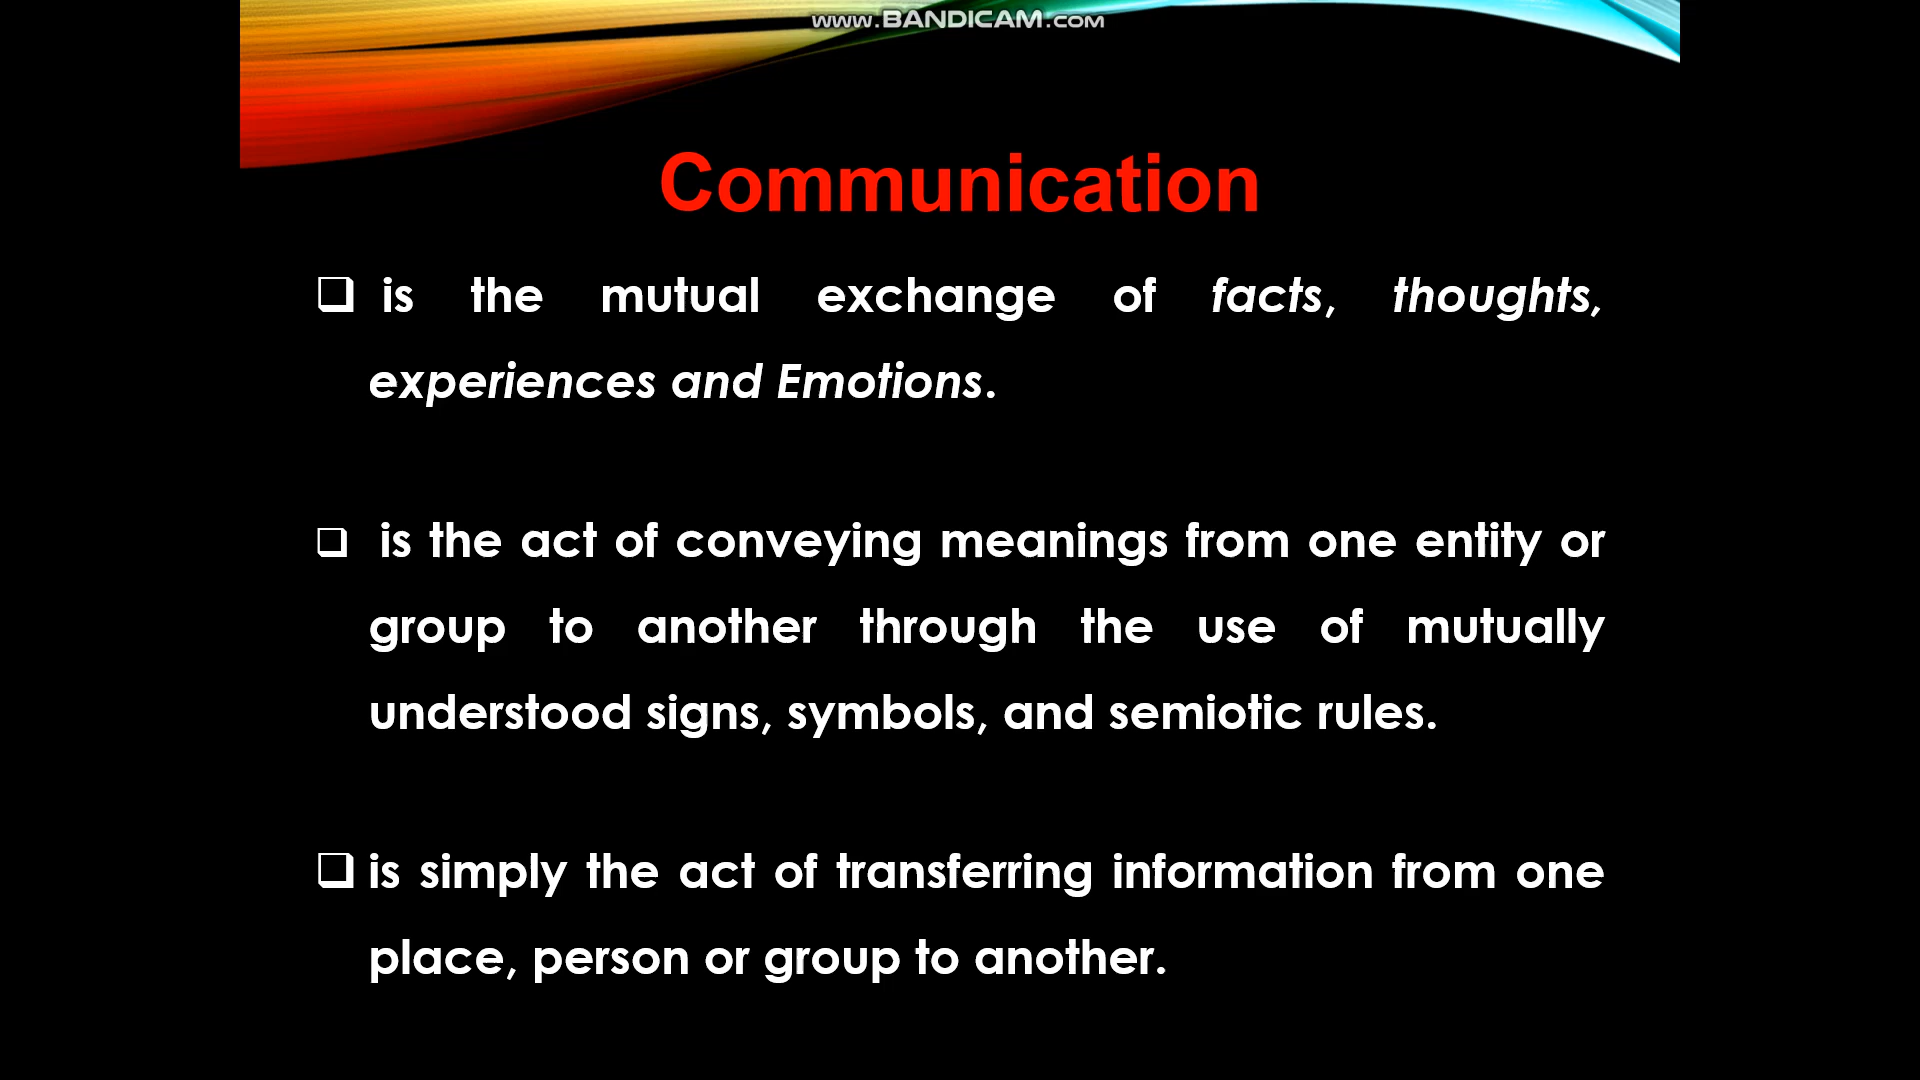 www.BANDICAM.com
Communication
❑ is the mutual exchange of facts, thoughts,
experiences and Emotions.
❑ is the act of conveying meanings from one entity or
group to another through the use of mutually
understood signs, symbols, and semiotic rules.
❑ is simply the act of transferring information from one
place, person or group to another.